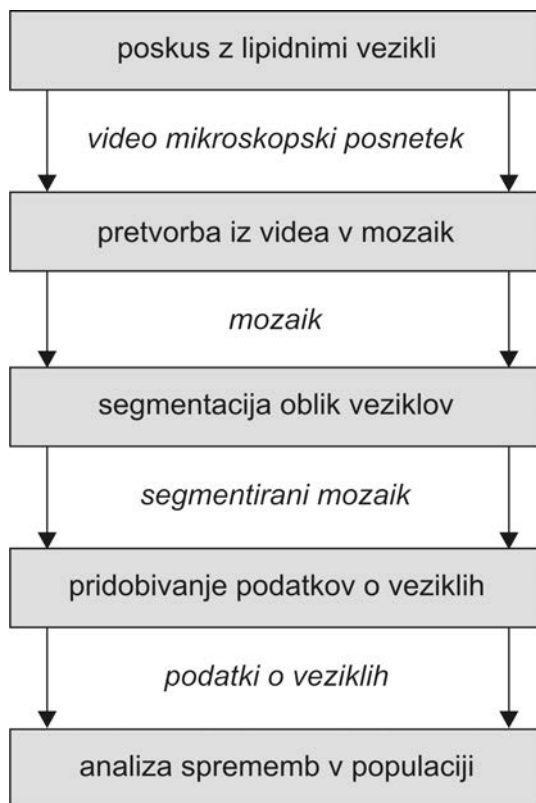 poskus z lipidnimi vezikli
video mikroskopski posnetek
pretvorba iz videa v mozaik
mozaik
segmentacija oblik veziklov
segmentirani mozaik
pridobivanje podatkov o veziklih
podatki o veziklih
analiza sprememb v populaciji